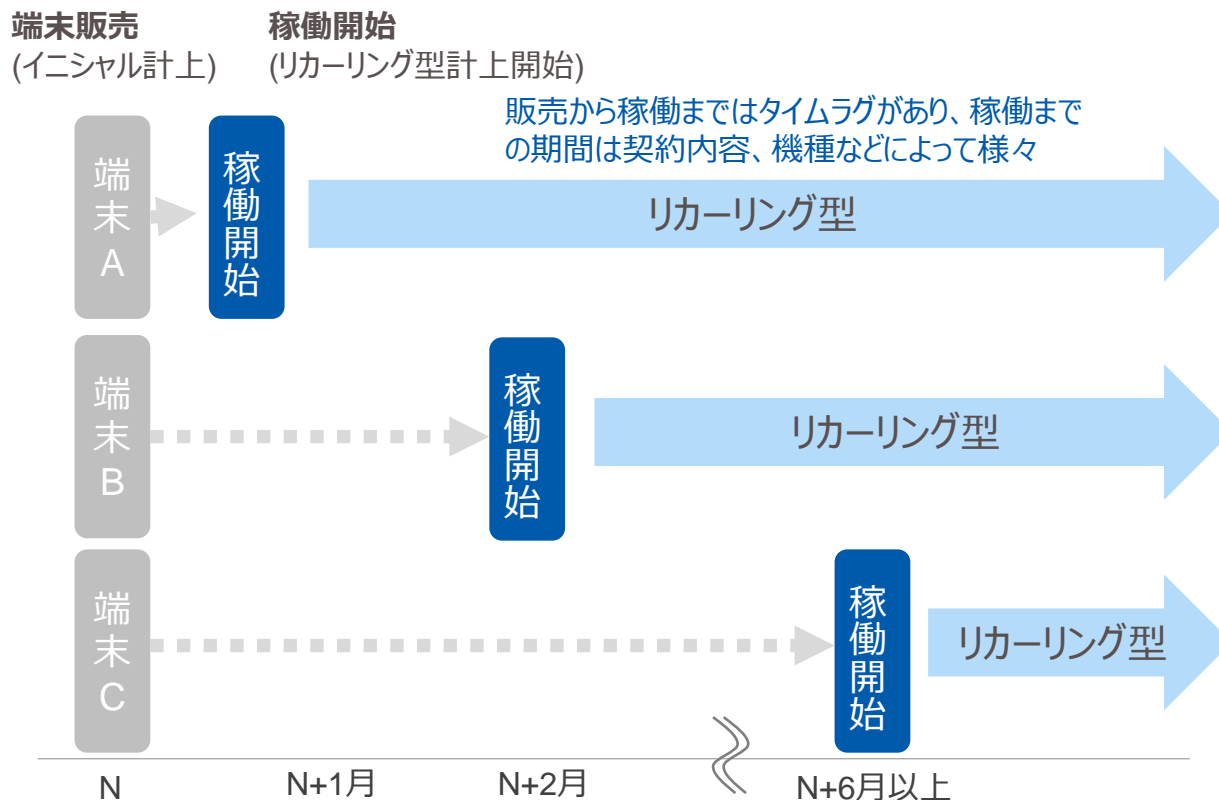 端末販売
(イニシャル計上)
稼働開始
(リカーリング型計上開始)
販売から稼働まではタイムラグがあり、稼働まで
の期間は契約内容、機種などによって様々
端末A
稼働開始
リカーリング型
端末B
稼働開始
リカーリング型
端末C
稼働開始
リカーリング型
N
N+1月
N+2月
N+6月以上